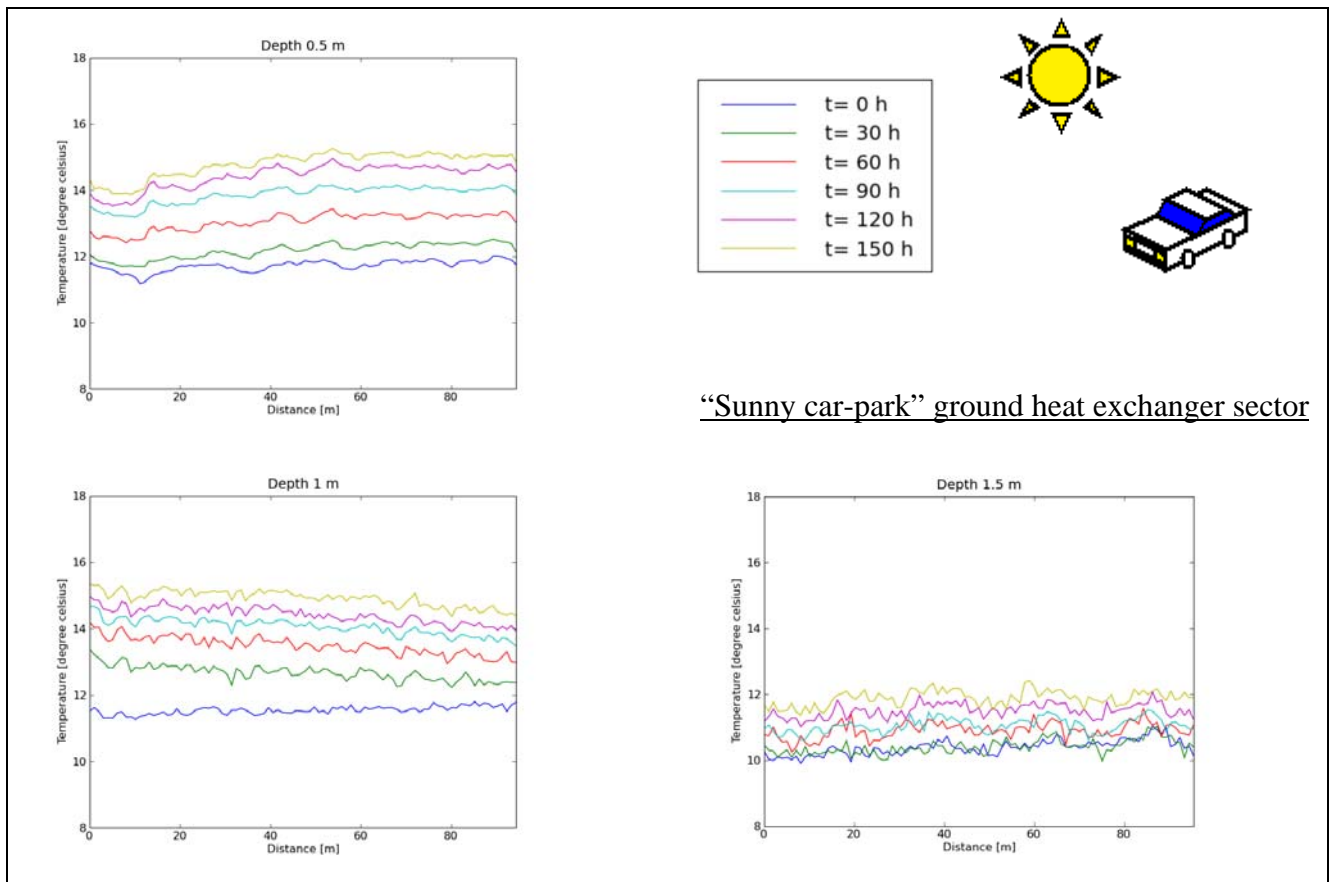 Depth 0.5 m
18
16
14
12
10
8
Temperature [degree celsius]
0
20
40
60
80
Distance [m]
t= 0 h
t= 30 h
t= 60 h
t= 90 h
t= 120 h
t= 150 h
“Sunny car-park” ground heat exchanger sector
Depth 1 m
18
16
14
12
10
8
Temperature [degree celsius]
0
20
40
60
80
Distance [m]
Depth 1.5 m
18
16
14
12
10
8
Temperature [degree celsius]
0
20
40
60
80
Distance [m]